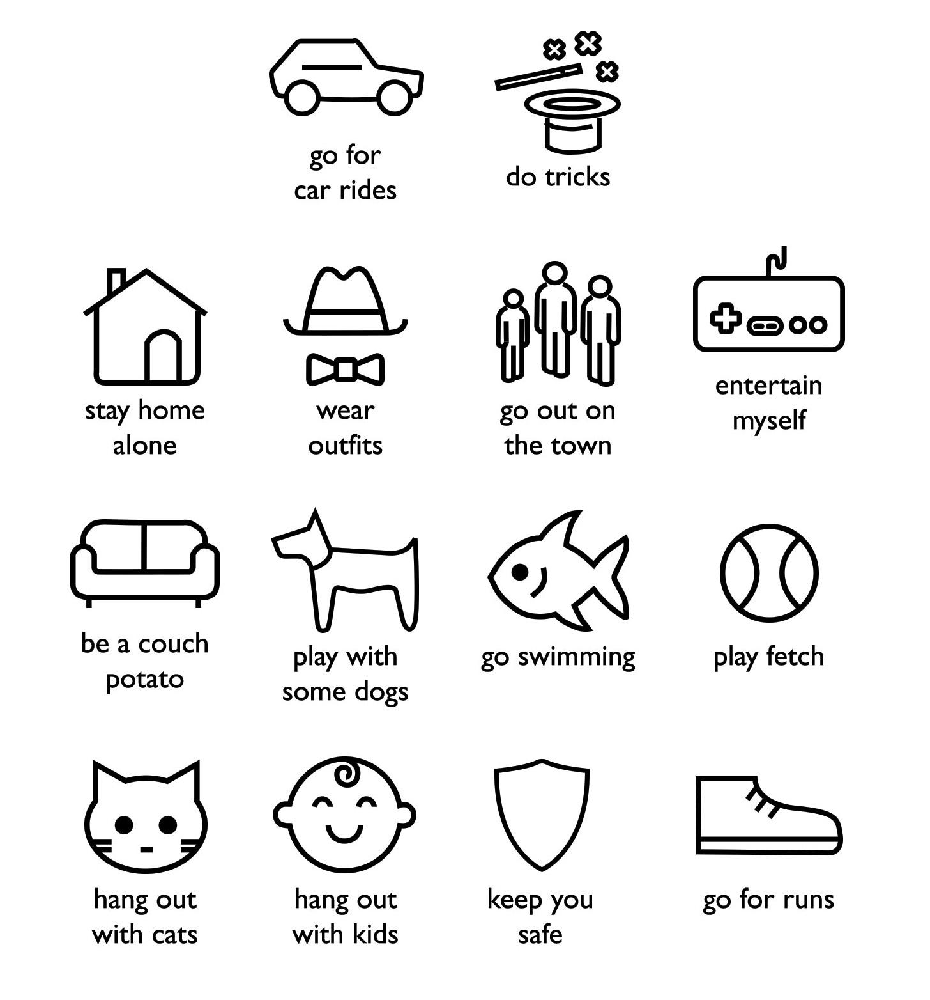 go for
car rides
do tricks
stay home
alone
wear
outfits
go out on
the town
entertain
myself
be a couch
potato
play with
some dogs
go swimming
play fetch
hang out
with cats
hang out
with kids
keep you
safe
go for runs